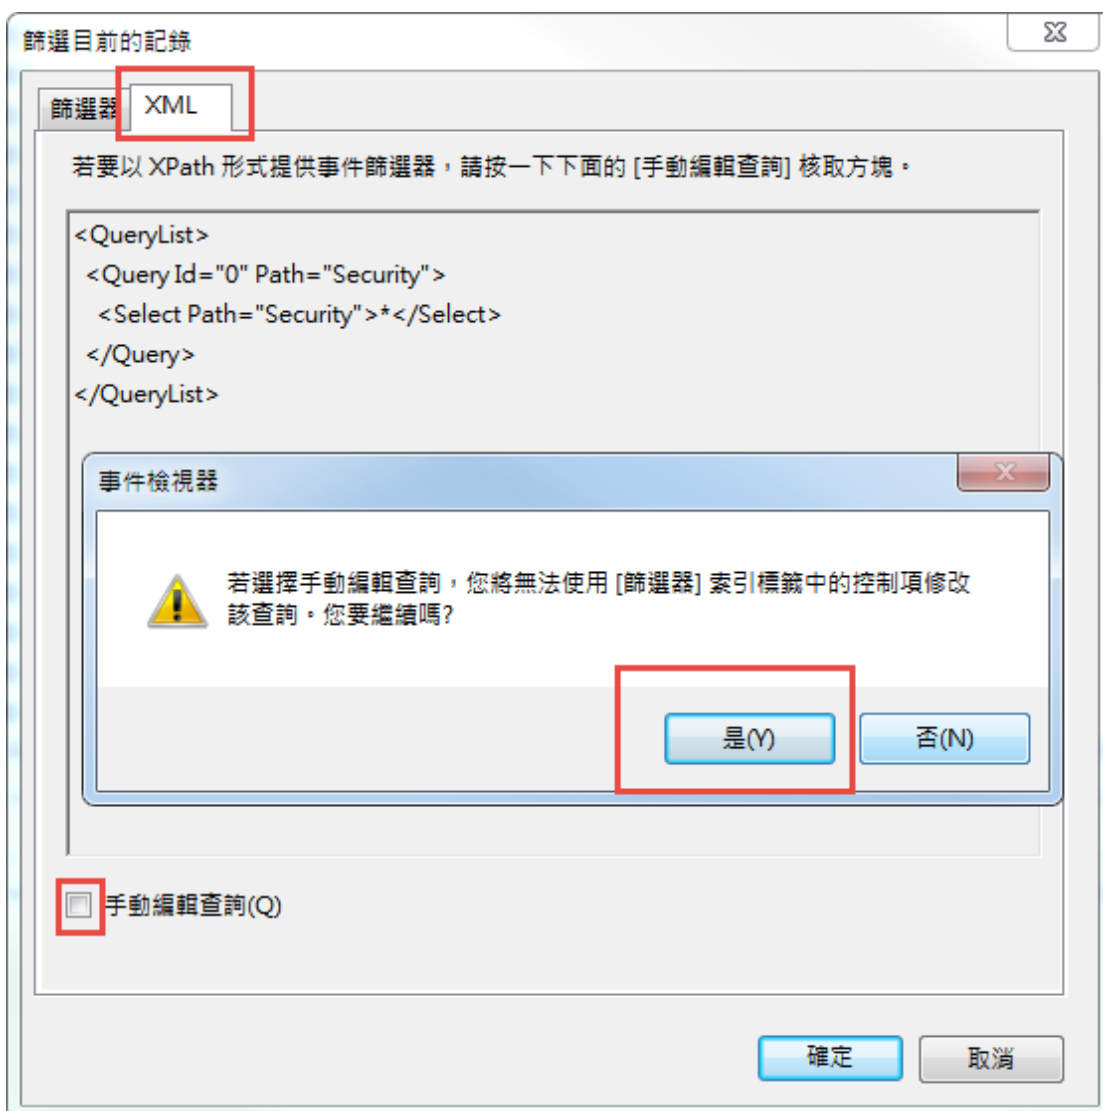 篩選目前的記錄
篩選器
XML
若要以 XPath 形式提供事件篩選器，請按一下下面的 [手動編輯查詢] 核取方塊。
<QueryList>
<Query Id="0" Path="Security">
<Select Path="Security">*</Select>
</Query>
</QueryList>
事件檢視器
若選擇手動編輯查詢，您將無法使用 [篩選器] 索引標籤中的控制項修改
該查詢。您要繼續嗎?
是(Y)
否(N)
手動編輯查詢(Q)
確定
取消